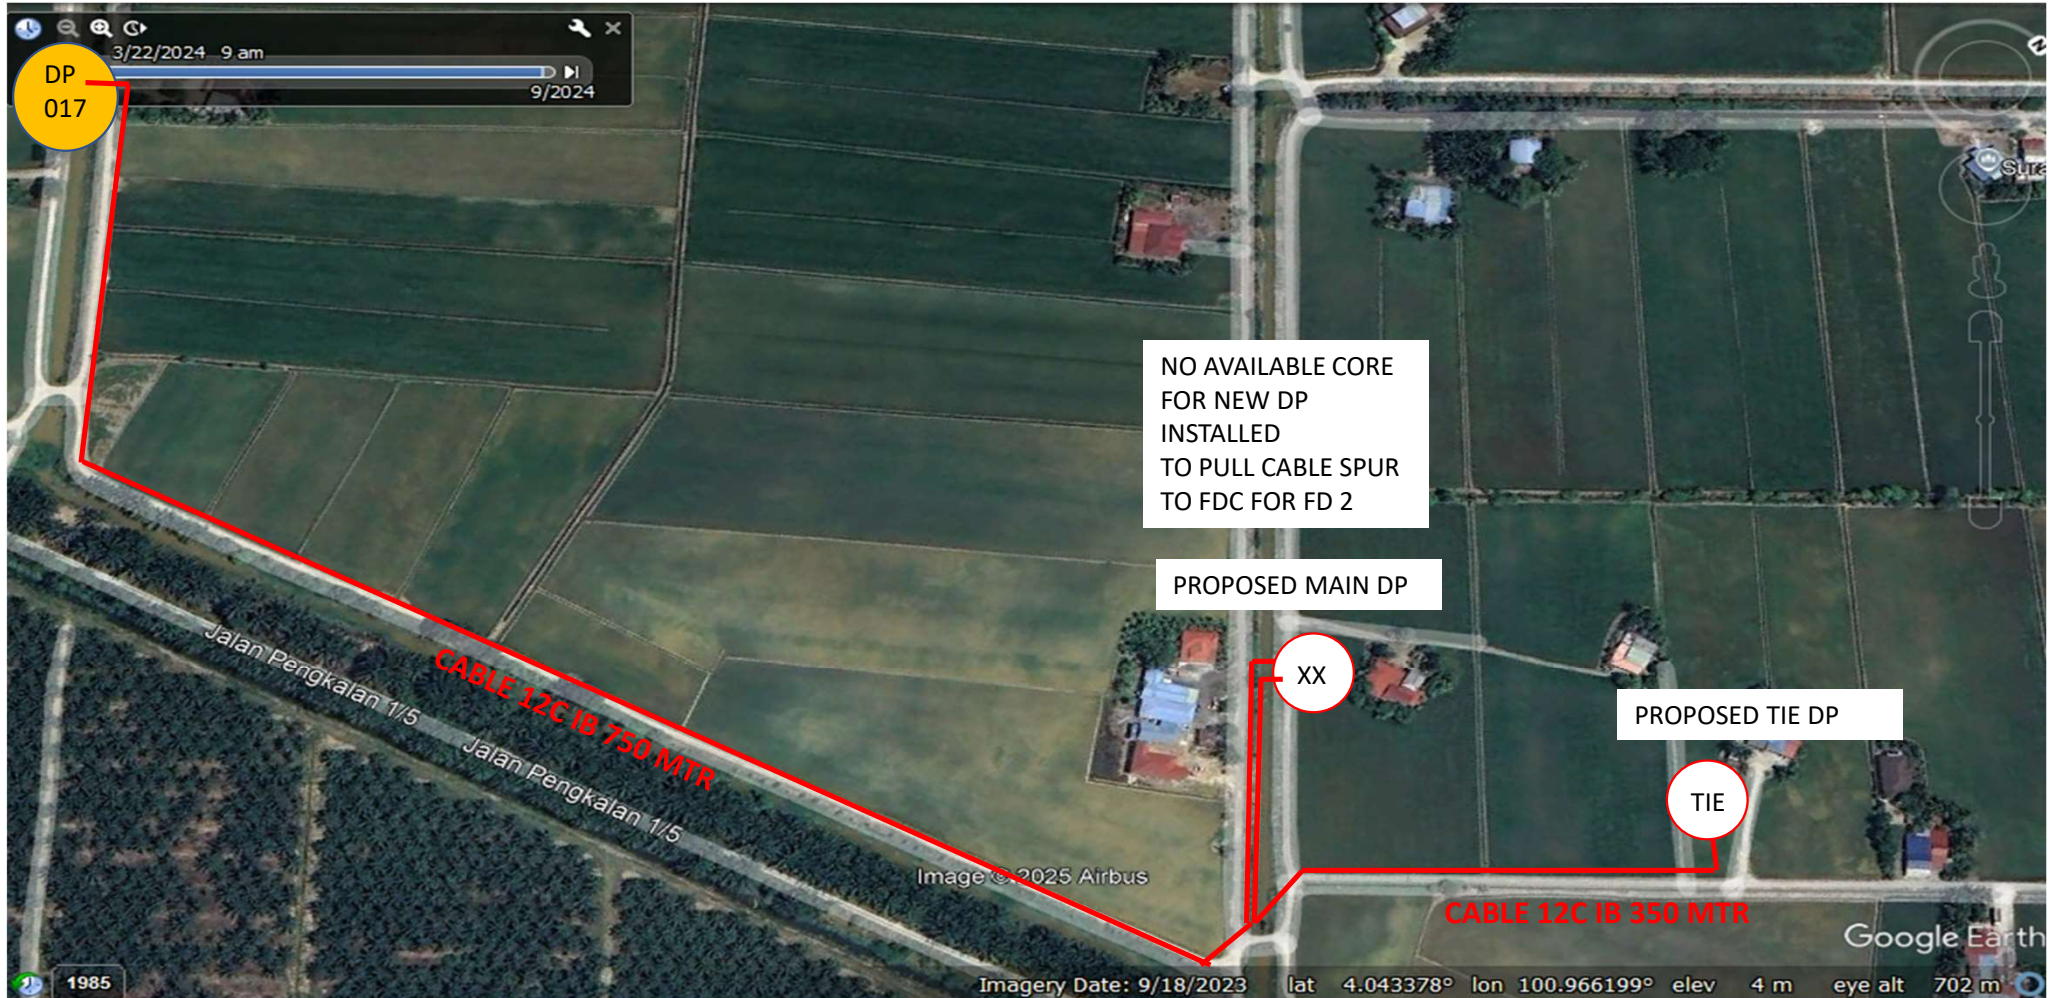 3/22/2024 9 am
9/2024
DP
017
NO AVAILABLE CORE
FOR NEW DP
INSTALLED
TO PULL CABLE SPUR
TO FDC FOR FD 2
PROPOSED MAIN DP
XX
PROPOSED TIE DP
TIE
Jalan Pengkalan 1/5
Jalan Pengkalan 1/5
CABLE 12C IB 750 MTR
CABLE 12C IB 350 MTR
Image © 2025 Airbus
Google Earth
1985
Imagery Date: 9/18/2023 lat 4.043378° lon 100.966199° elev 4 m eye alt 702 m
N